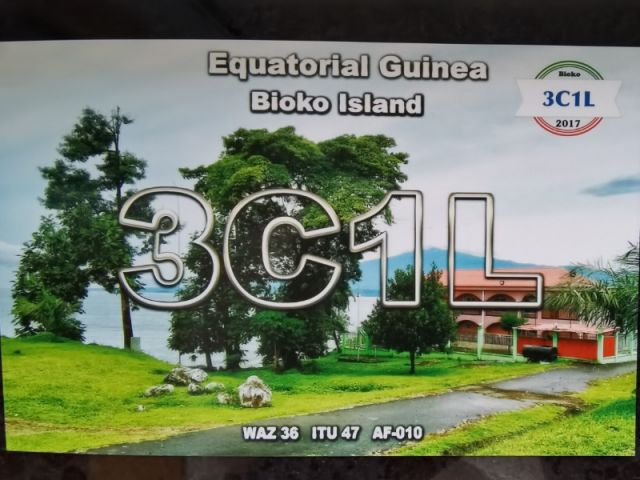 Equatorial Guinea
Bioko Island
Bioko
3C1L
2017
3C1L
WAZ 36 ITU 47 AF-010